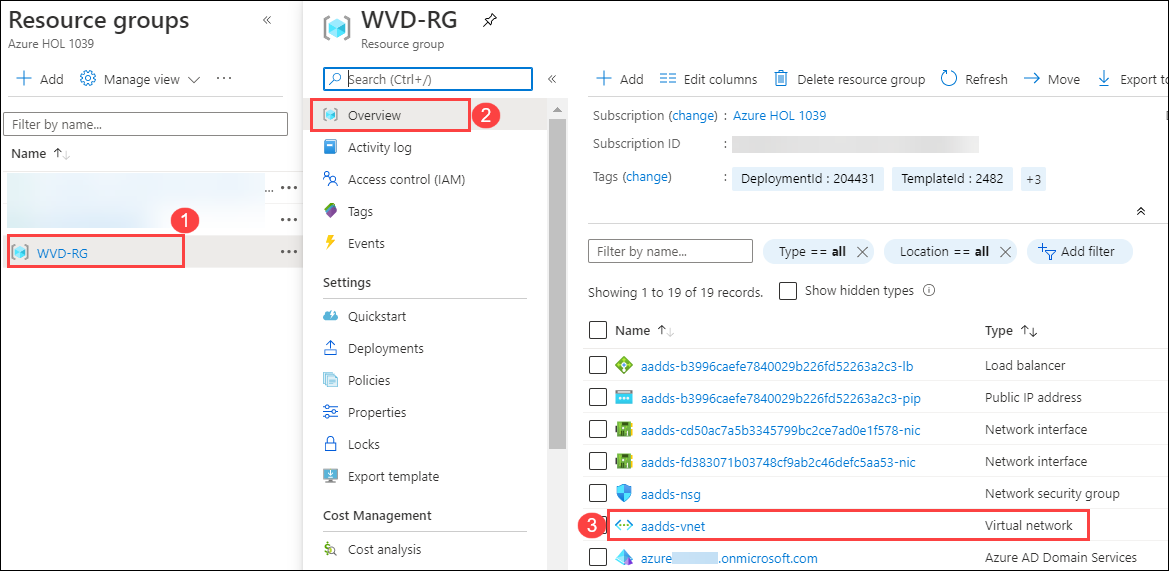 Resource groups «
Azure HOL 1039
+ Add Manage view ···
Filter by name...
Name ↑↓
... •••
•••
1
WVD-RG •••
WVD-RG
Resource group
Search (Ctrl+/) «
Overview 2
Activity log
Access control (IAM)
Tags
Events
Settings
Quickstart
Deployments
Policies
Properties
Locks
Export template
Cost Management
Cost analysis
+ Add Edit columns Delete resource group Refresh → Move Export to
Subscription (change) : Azure HOL 1039
Subscription ID :
Tags (change) : DeploymentId : 204431 TemplateId : 2482 +3
Filter by name... Type == all × Location == all × Add filter
Showing 1 to 19 of 19 records. Show hidden types
Name ↑↓ Type ↑↓
aadds-b3996caefe7840029b226fd52263a2c3-lb Load balancer
aadds-b3996caefe7840029b226fd52263a2c3-pip Public IP address
aadds-cd50ac7a5b3345799bc2ce7ad0e1f578-nic Network interface
aadds-fd383071b03748cf9ab2c46defc5aa53-nic Network interface
aadds-nsg Network security group
3 aadds-vnet Virtual network
azure .onmicrosoft.com Azure AD Domain Services